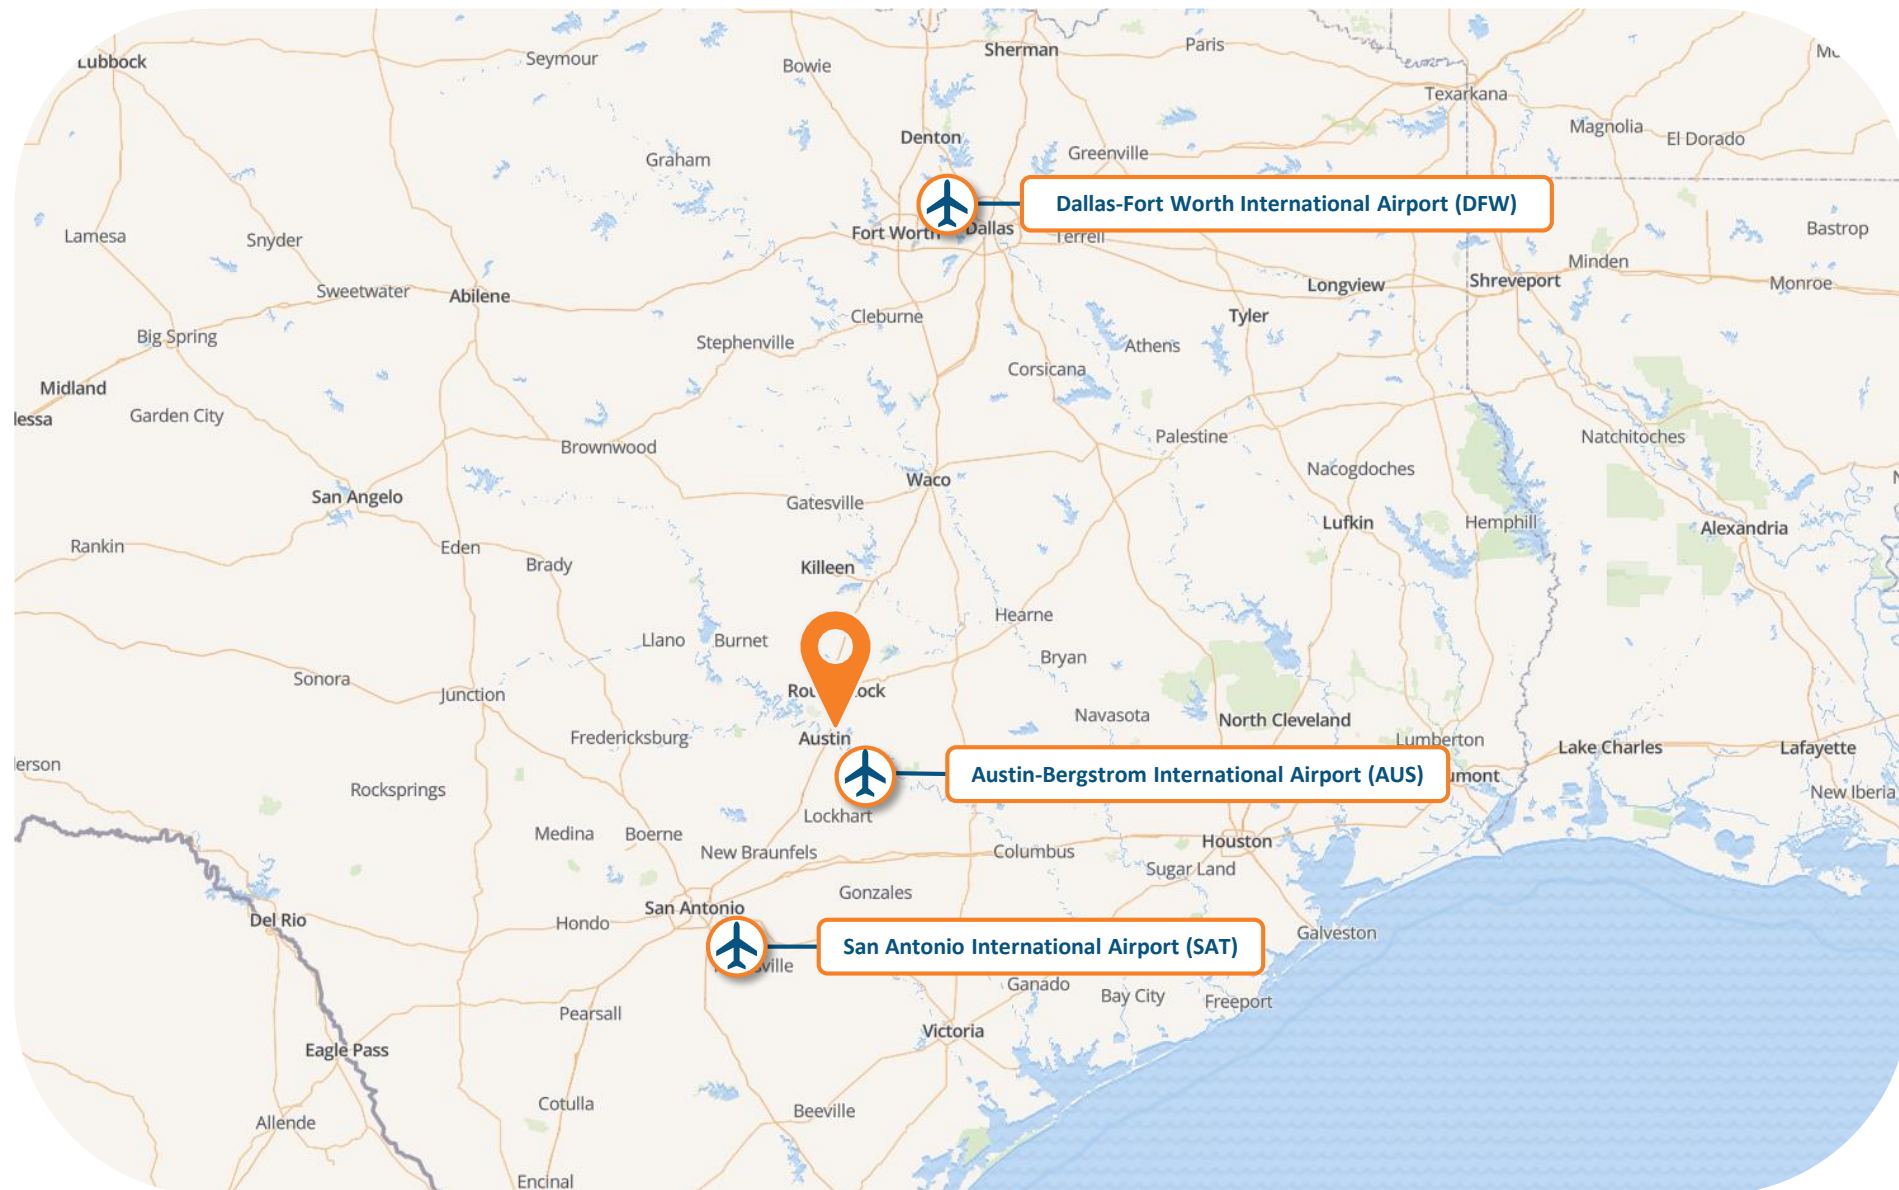 Sherman
Paris
Lubbock
Seymour
Bowie
Texarkana
Magnolia
El Dorado
Denton
Greenville
Graham
Dallas-Fort Worth International Airport (DFW)
Lamesa
Snyder
Fort Worth
Dallas
Terrell
Bastrop
Minden
Sweetwater
Abilene
Longview
Shreveport
Monroe
Cleburne
Tyler
Big Spring
Stephenville
Athens
Corsicana
Midland
Garden City
lessa
Brownwood
Palestine
Natchitoches
Nacogdoches
Waco
San Angelo
Gatesville
Lufkin
Hemphill
Alexandria
Rankin
Eden
Brady
Killeen
Hearne
Llano
Burnet
Bryan
Sonora
Junction
Navasota
North Cleveland
Fredericksburg
Austin
Lumberton
Lake Charles
Lafayette
erson
Austin-Bergstrom International Airport (AUS)
umont
Rocksprings
New Iberia
Lockhart
Medina
Boerne
New Braunfels
Columbus
Houston
Sugar Land
Gonzales
San Antonio
Del Rio
Hondo
Galveston
San Antonio International Airport (SAT)
sville
Ganado
Bay City
Freeport
Pearsall
Victoria
Eagle Pass
Cotulla
Beeville
Allende
Encinal